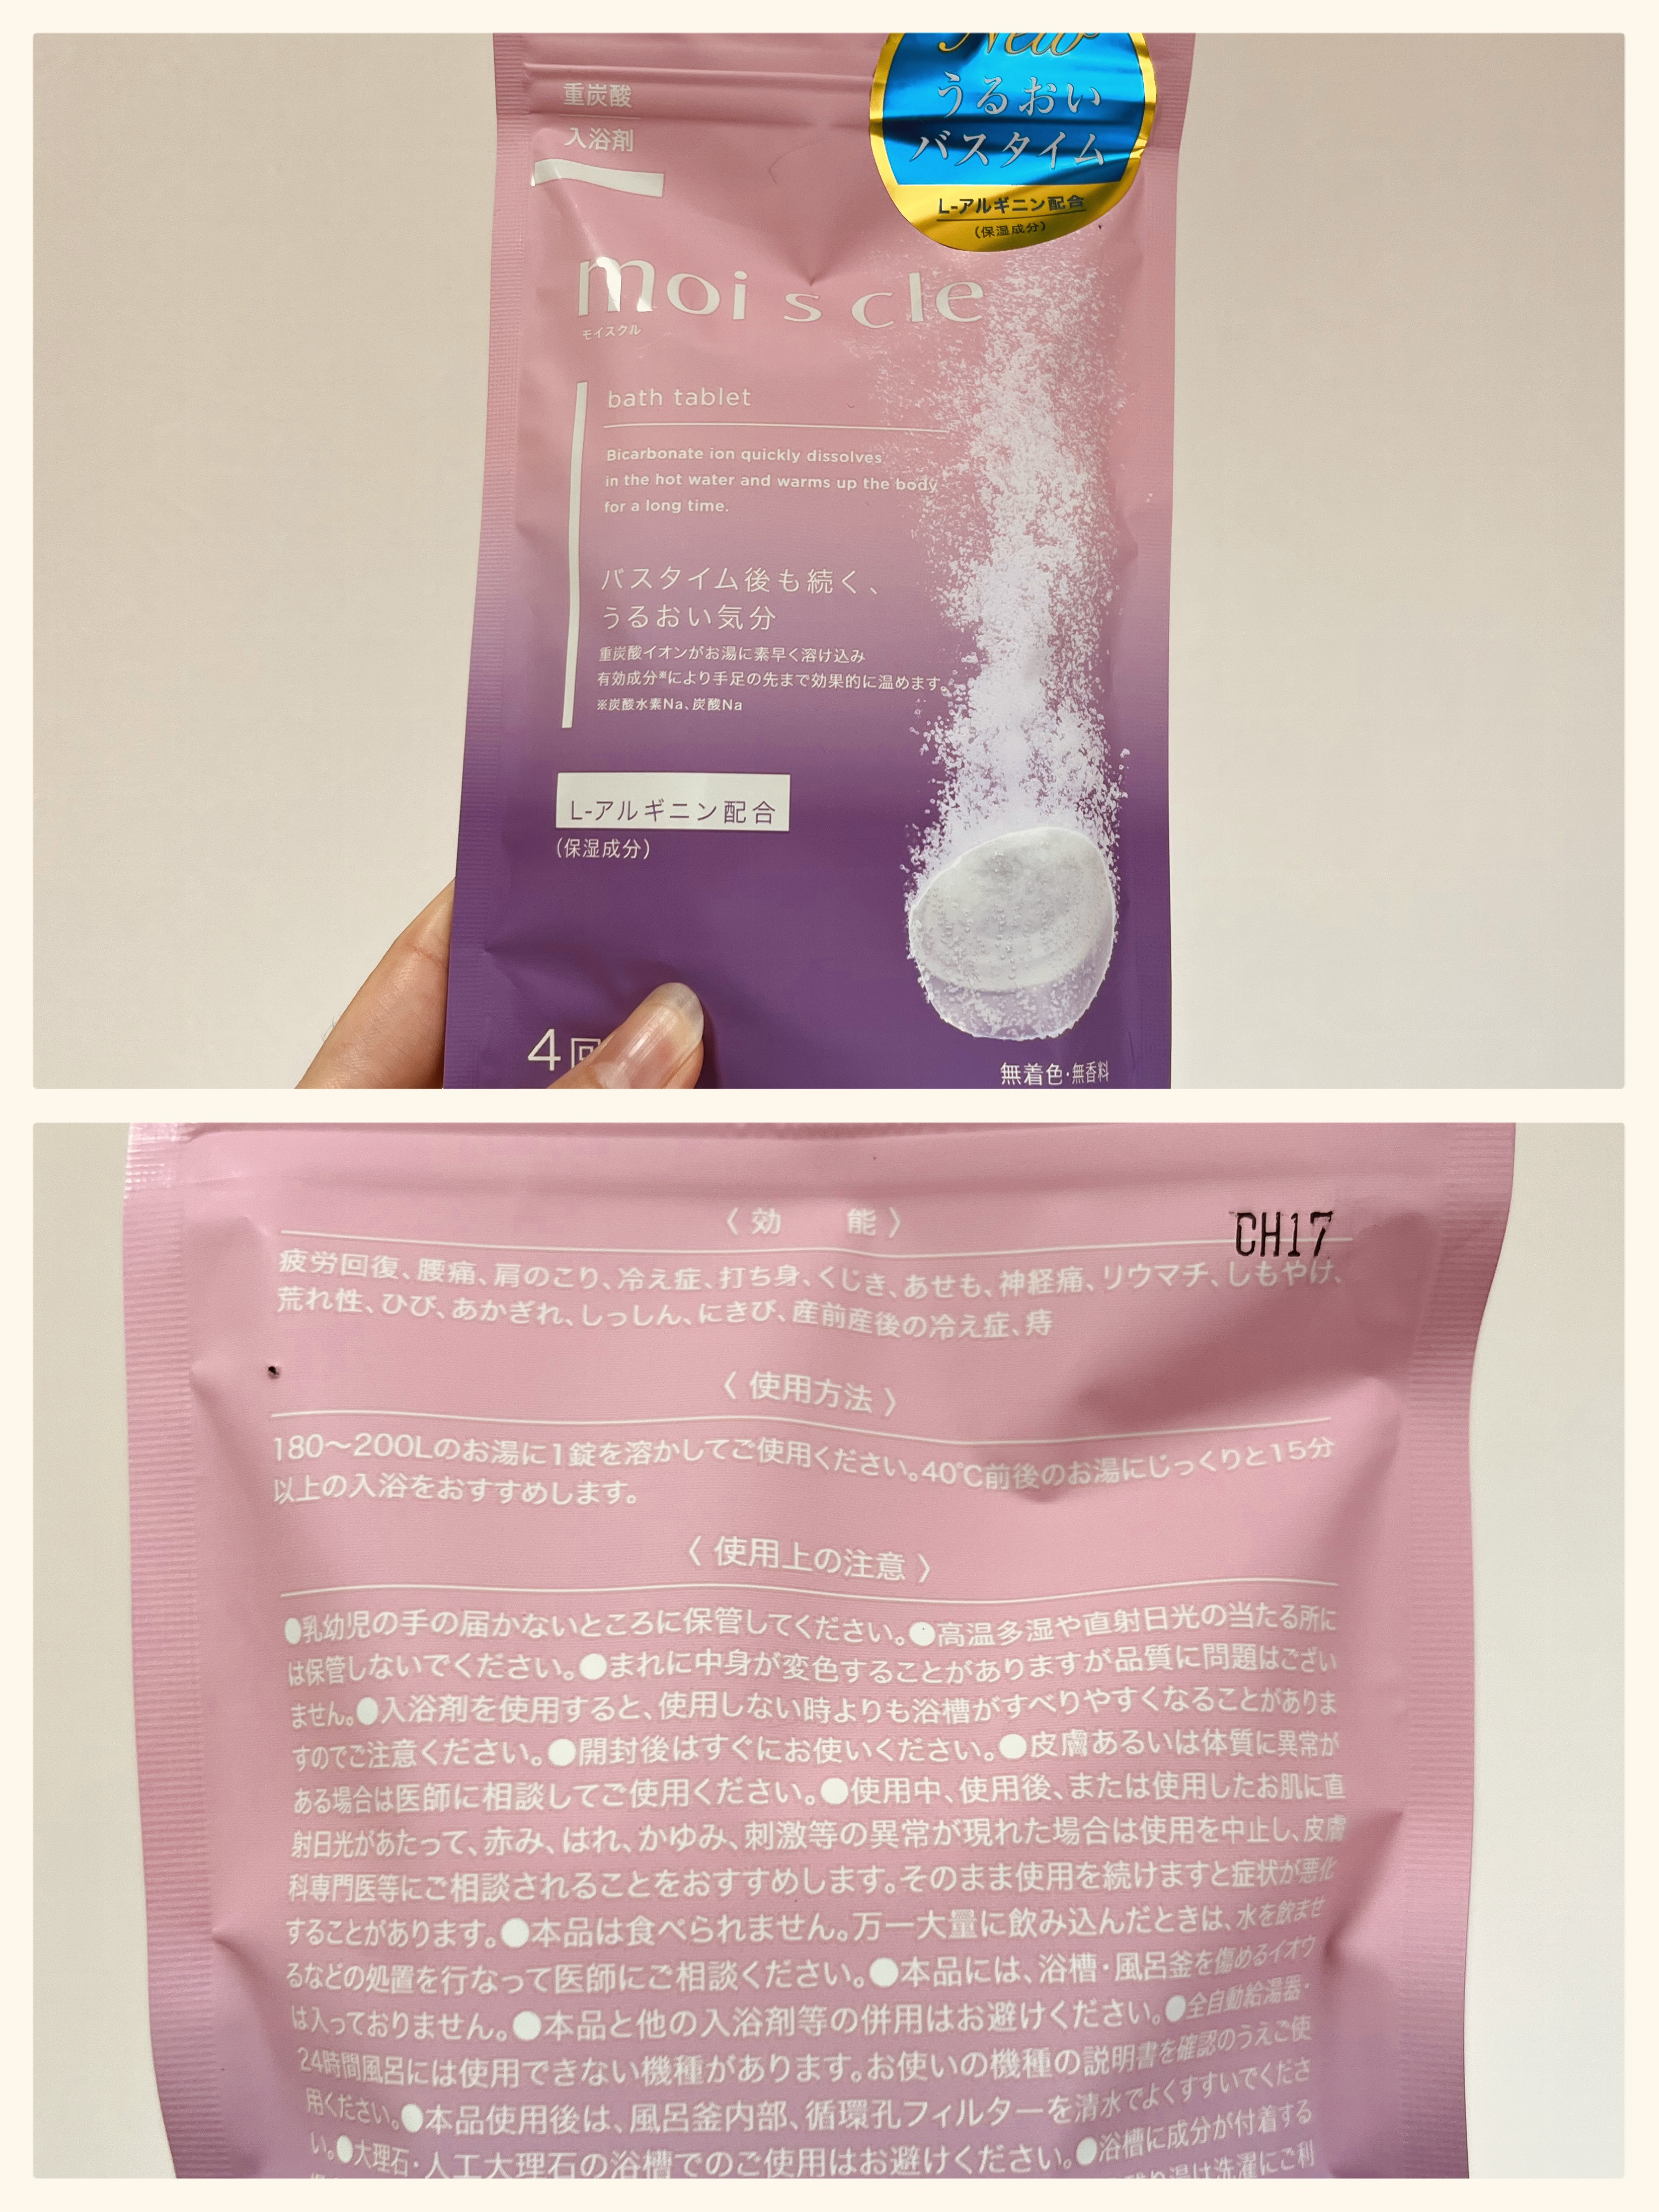 New
うるおい
バスタイム
L-アルギニン配合
(保湿成分)
重炭酸
入浴剤
moi s cle
モイスクル
bath tablet
Bicarbonate ion quickly dissolves
in the hot water and warms up the body
for a long time.
バスタイム後も続く、
うるおい気分
重炭酸イオンがお湯に素早く溶け込み
有効成分※により手足の先まで効果的に温めます。
※炭酸水素Na、炭酸Na
L-アルギニン配合
(保湿成分)
4回
無着色・無香料
〈効 能〉
CH17
疲労回復、腰痛、肩のこり、冷え症、打ち身、くじき、あせも、神経痛、リウマチ、しもやけ、
荒れ性、ひび、あかぎれ、しっしん、にきび、産前産後の冷え症、痔
〈使用方法〉
180〜200Lのお湯に1錠を溶かしてご使用ください。40℃前後のお湯にじっくりと15分
以上の入浴をおすすめします。
〈使用上の注意〉
●乳幼児の手の届かないところに保管してください。●高温多湿や直射日光の当たる所に
は保管しないでください。●まれに中身が変色することがありますが品質に問題はござい
ません。●入浴剤を使用すると、使用しない時よりも浴槽がすべりやすくなることがありま
すのでご注意ください。●開封後はすぐにお使いください。●皮膚あるいは体質に異常が
ある場合は医師に相談してご使用ください。●使用中、使用後、または使用したお肌に直
射日光があたって、赤み、はれ、かゆみ、刺激等の異常が現れた場合は使用を中止し、皮膚
科専門医等にご相談されることをおすすめします。そのまま使用を続けますと症状が悪化
することがあります。●本品は食べられません。万一大量に飲み込んだときは、水を飲ませ
るなどの処置を行なって医師にご相談ください。●本品には、浴槽・風呂釜を傷めるイオウ
は入っておりません。●本品と他の入浴剤等の併用はお避けください。●全自動給湯器・
24時間風呂には使用できない機種があります。お使いの機種の説明書を確認のうえご使
用ください。●本品使用後は、風呂釜内部、循環孔フィルターを清水でよくすすいでくださ
い。●大理石・人工大理石の浴槽でのご使用はお避けください。●浴槽に成分が付着する
残り湯は洗濯にご利